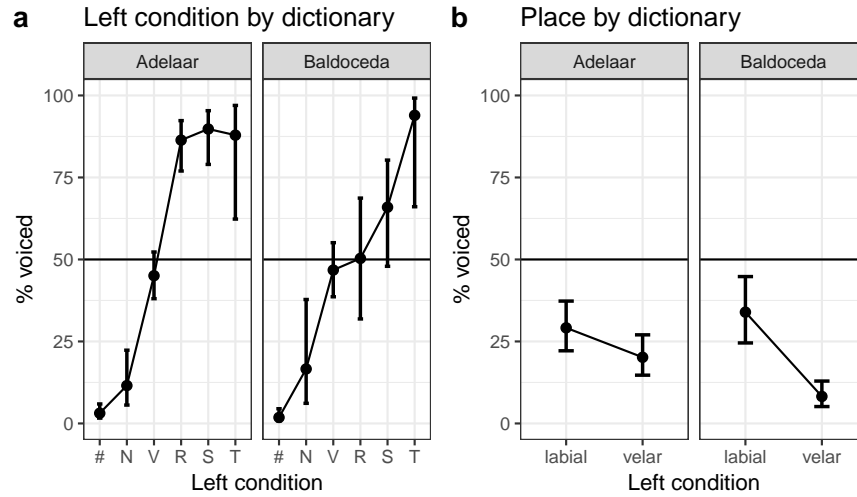 a Left condition by dictionary
Adelaar Baldoceda
100
75
50
25
0
% voiced
# N V R S T # N V R S T
Left condition
b Place by dictionary
Adelaar Baldoceda
100
75
50
25
0
% voiced
labial velar labial velar
Left condition